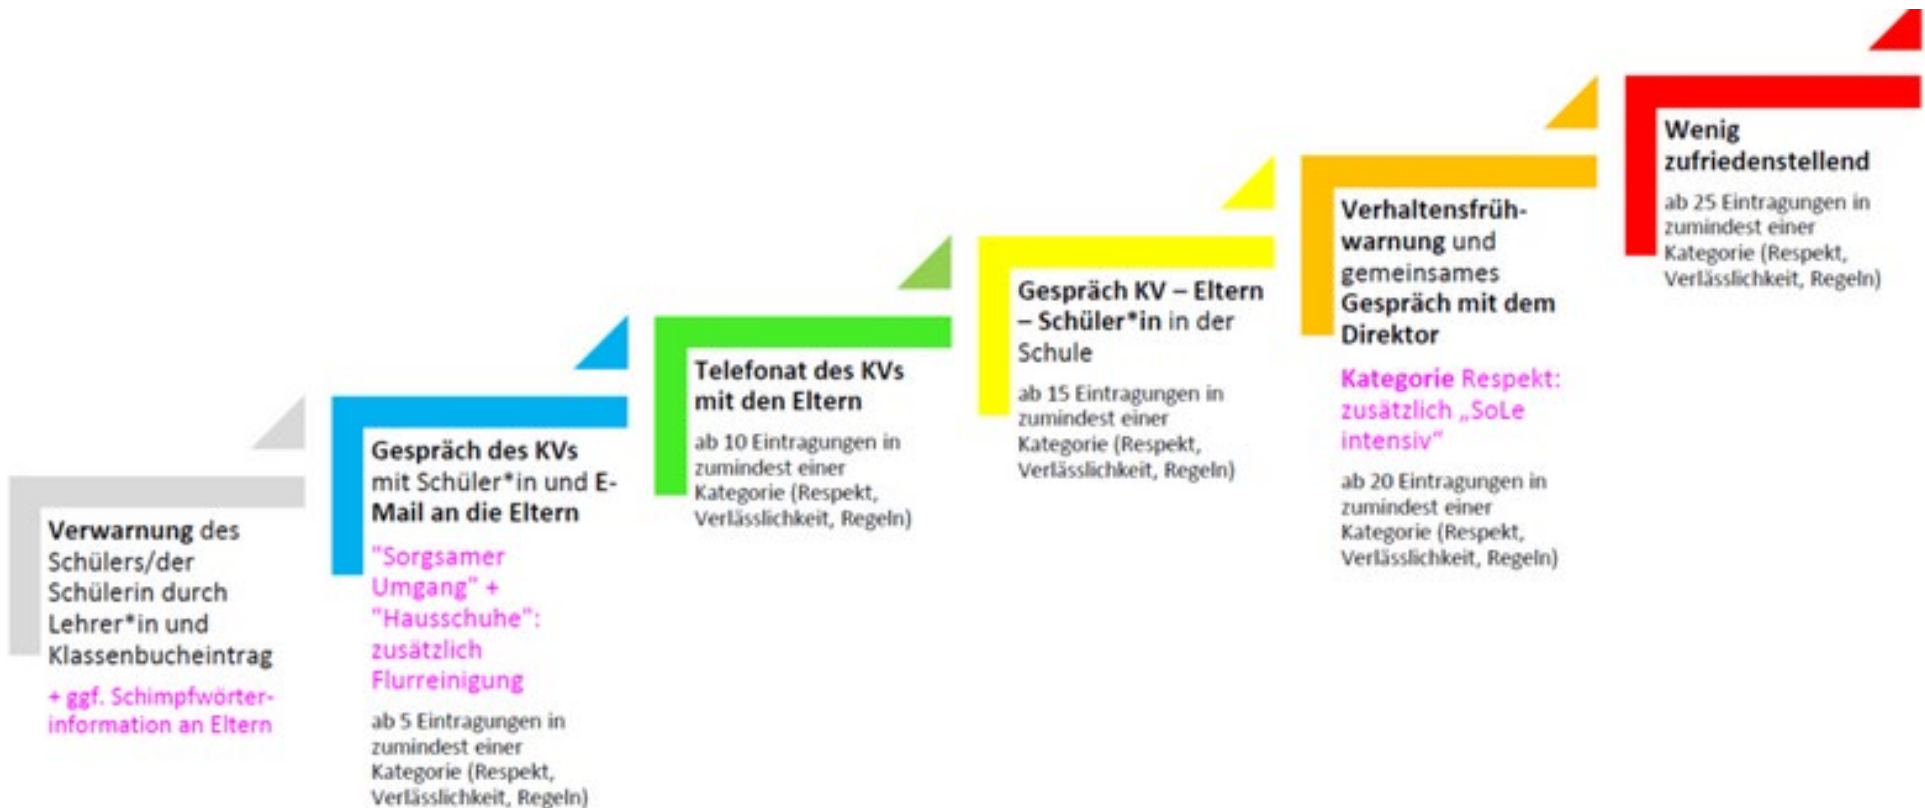 Verwarnung des
Schülers/der
Schülerin durch
Lehrer*in und
Klassenbucheintrag
+ ggf. Schimpfwörter-
information an Eltern
Gespräch des KVs
mit Schüler*in und E-
Mail an die Eltern
"Sorgsamer
Umgang" +
"Hausschuhe":
zusätzlich
Flurreinigung
ab 5 Eintragungen in
zumindest einer
Kategorie (Respekt,
Verlässlichkeit, Regeln)
Telefonat des KVs
mit den Eltern
ab 10 Eintragungen in
zumindest einer
Kategorie (Respekt,
Verlässlichkeit, Regeln)
Gespräch KV – Eltern
– Schüler*in in der
Schule
ab 15 Eintragungen in
zumindest einer
Kategorie (Respekt,
Verlässlichkeit, Regeln)
Verhaltensfrüh-
warnung und
gemeinsames
Gespräch mit dem
Direktor
Kategorie Respekt:
zusätzlich „SoLe
intensiv“
ab 20 Eintragungen in
zumindest einer
Kategorie (Respekt,
Verlässlichkeit, Regeln)
Wenig
zufriedenstellend
ab 25 Eintragungen in
zumindest einer
Kategorie (Respekt,
Verlässlichkeit, Regeln)